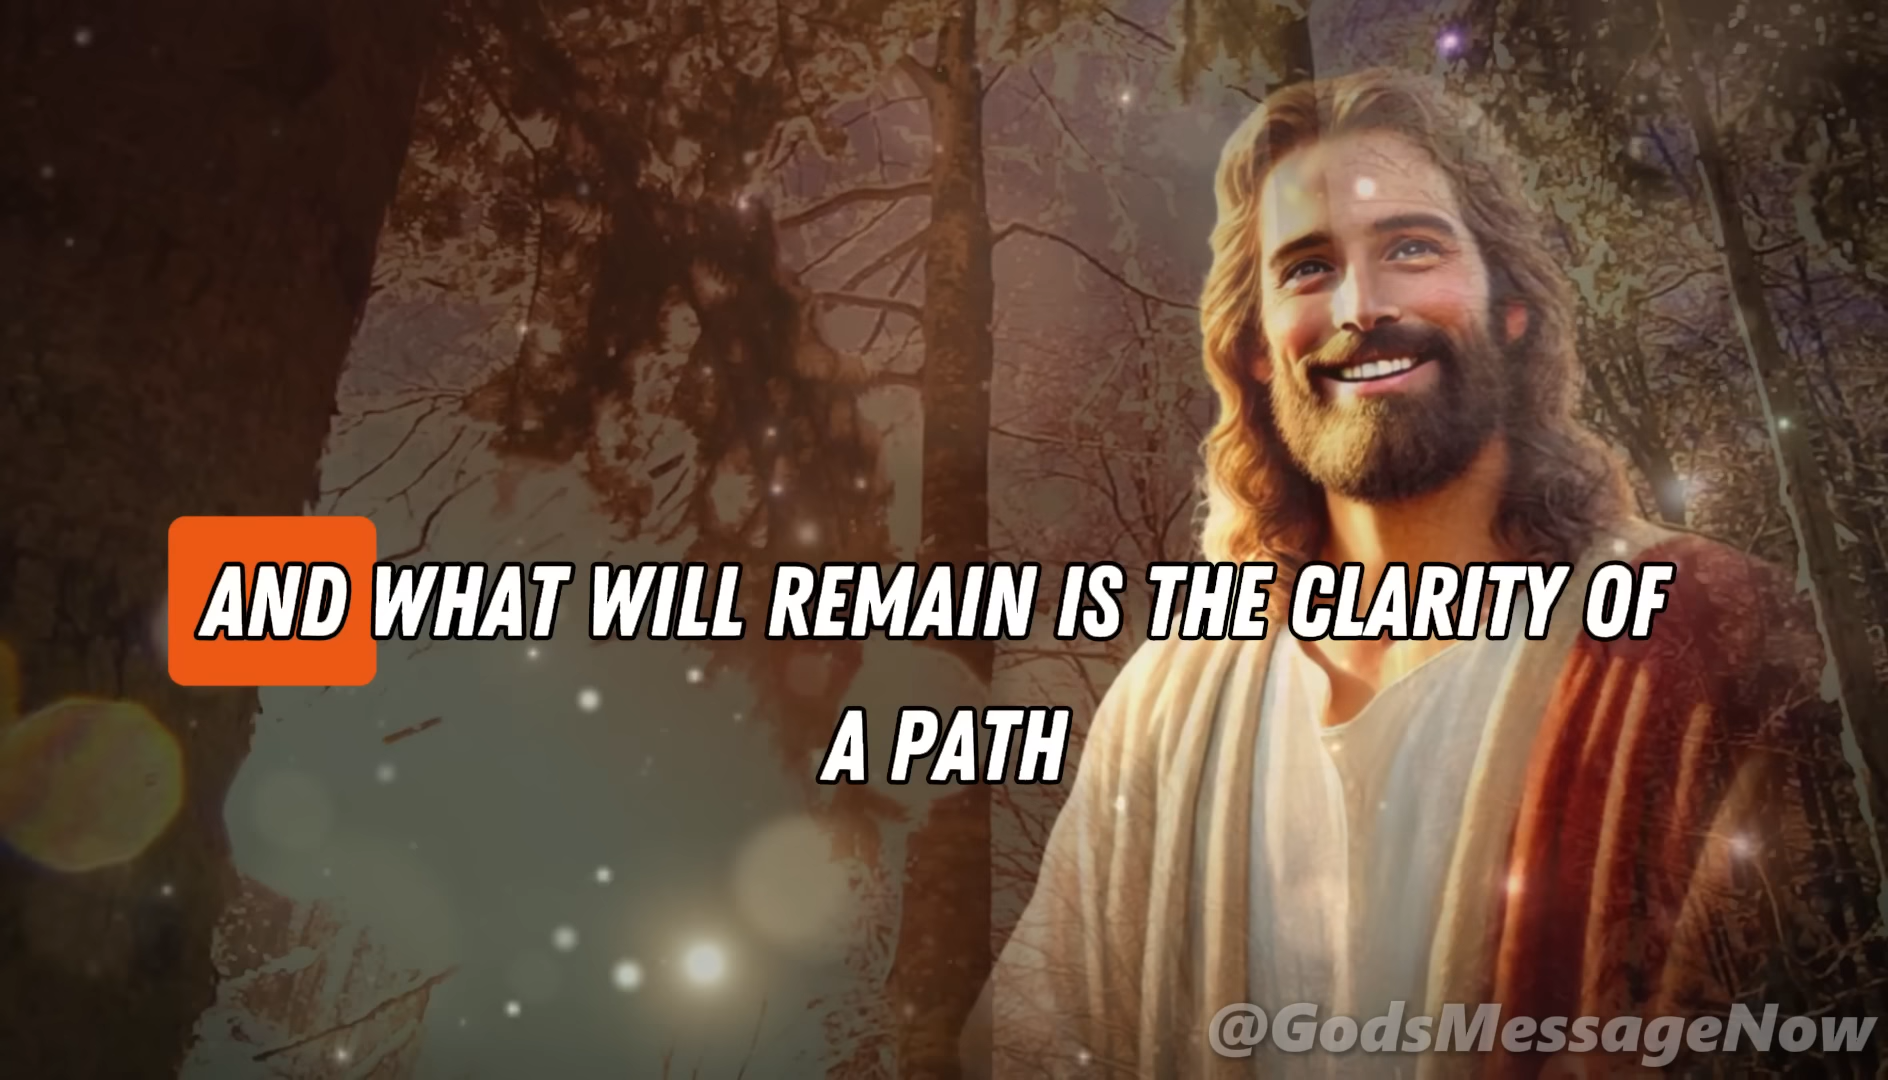 AND WHAT WILL REMAIN IS THE CLARITY OF
A PATH
@GodsMessageNow